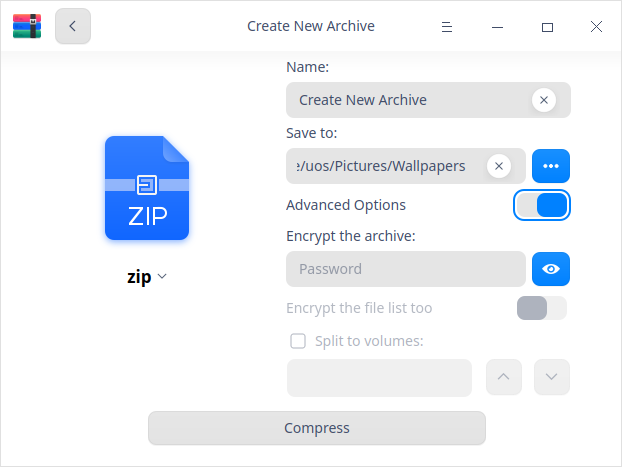 Create New Archive
Name:
Create New Archive
Save to:
e/uos/Pictures/Wallpapers
Advanced Options
Encrypt the archive:
ZIP
zip
Password
Encrypt the file list too
Split to volumes:
Compress